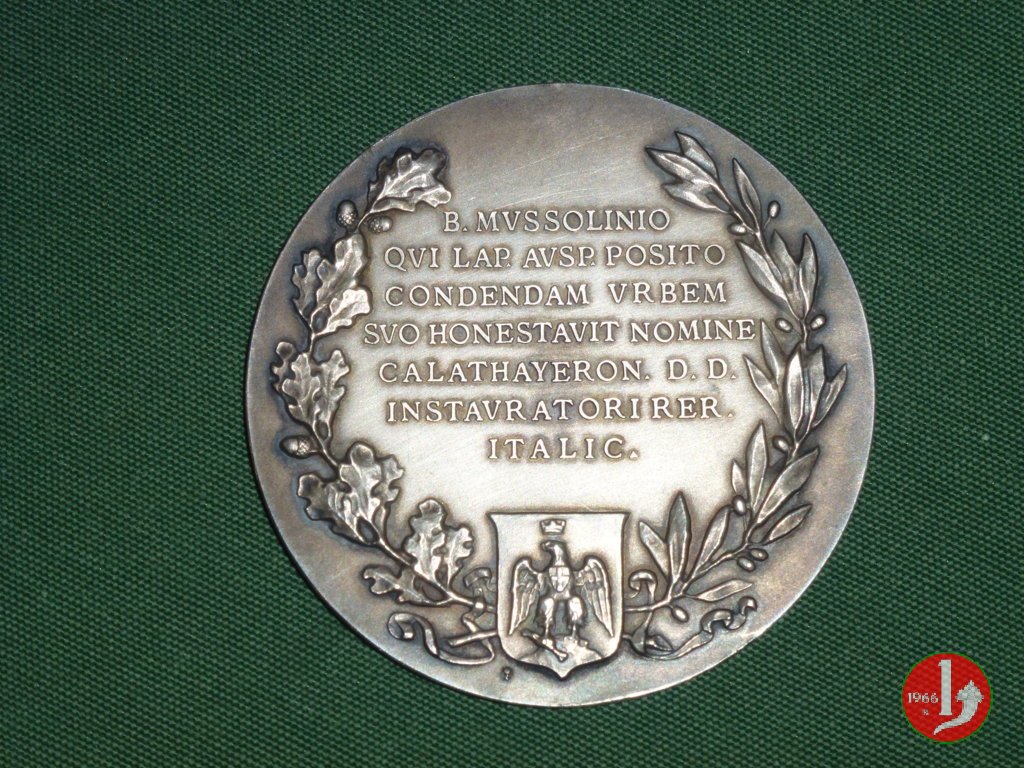 B. MVSSOLINIO
QVI LAP. AVSP. POSITO
CONDENDAM VRBEM
SVO HONESTAVIT NOMINE
CALATHAYERON. D. D.
INSTAVRATORI RER.
ITALIC.
1966